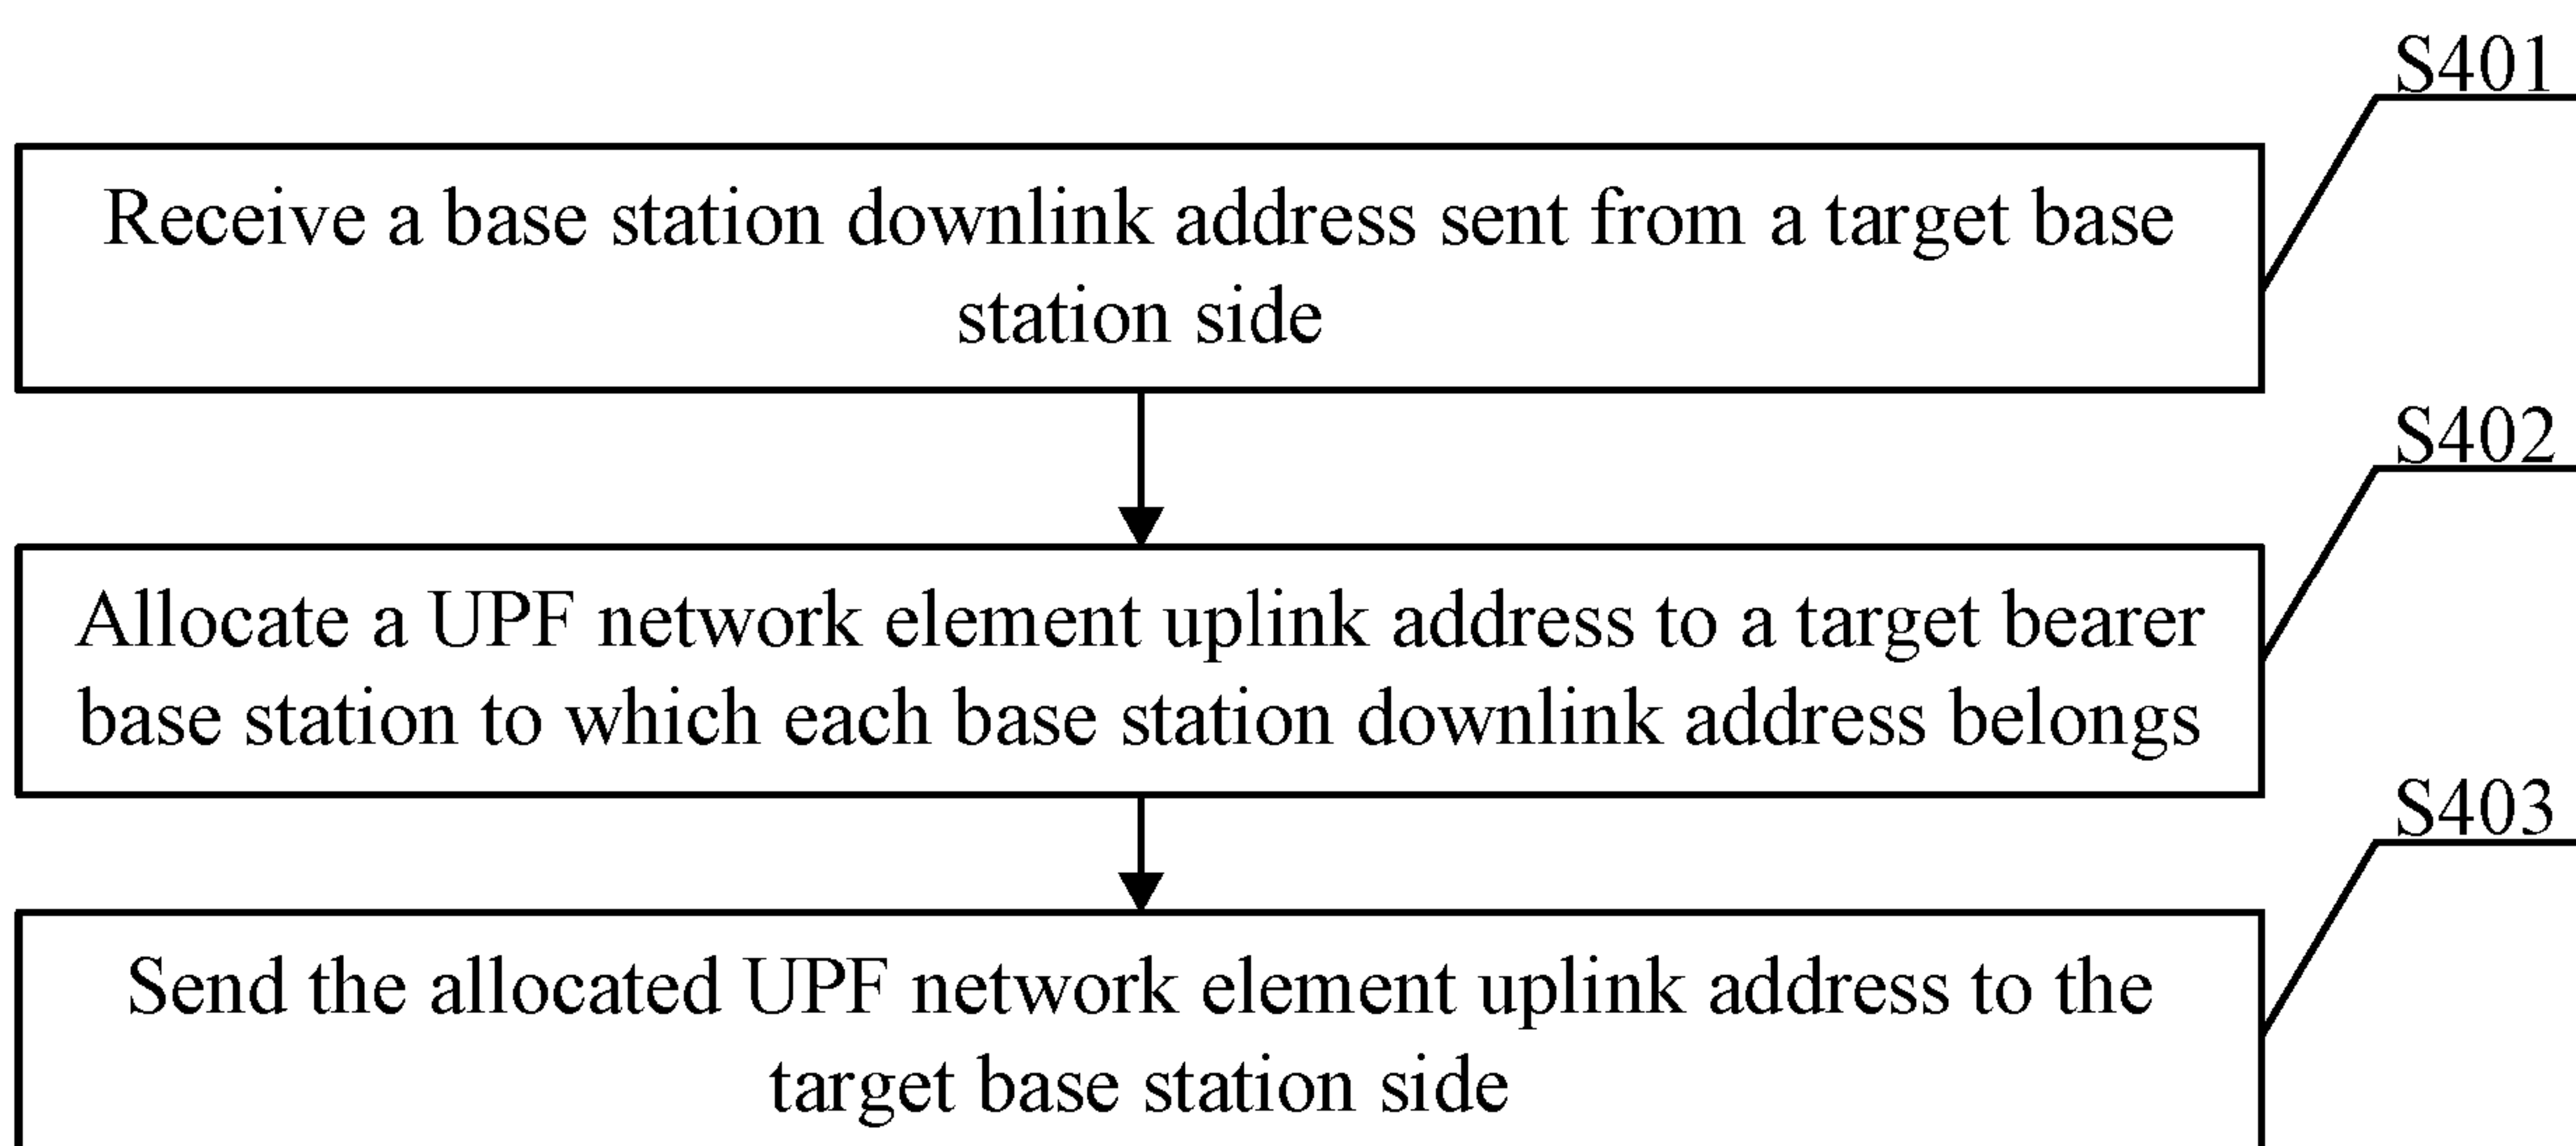 S401
Receive a base station downlink address sent from a target base
station side
S402
Allocate a UPF network element uplink address to a target bearer
base station to which each base station downlink address belongs
S403
Send the allocated UPF network element uplink address to the
target base station side